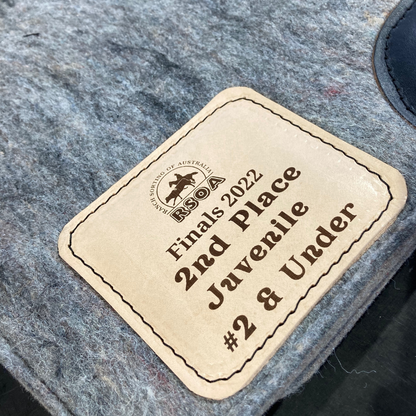 RANCH SORTING OF AUSTRALIA
RSOA
Finals 2022
2nd Place
Juvenile
#2 & Under